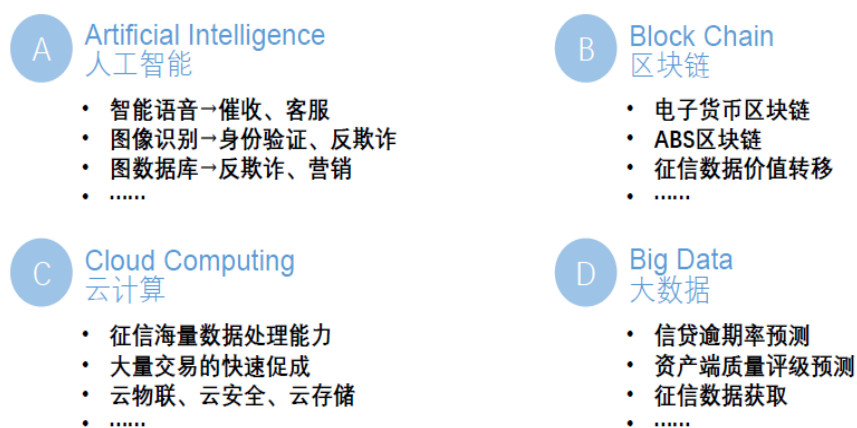 A
Artificial Intelligence
人工智能
• 智能语音→催收、客服
• 图像识别→身份验证、反欺诈
• 图数据库→反欺诈、营销
• ……
B
Block Chain
区块链
• 电子货币区块链
• ABS区块链
• 征信数据价值转移
• ……
C
Cloud Computing
云计算
• 征信海量数据处理能力
• 大量交易的快速促成
• 云物联、云安全、云存储
• ……
D
Big Data
大数据
• 信贷逾期率预测
• 资产端质量评级预测
• 征信数据获取
• ……